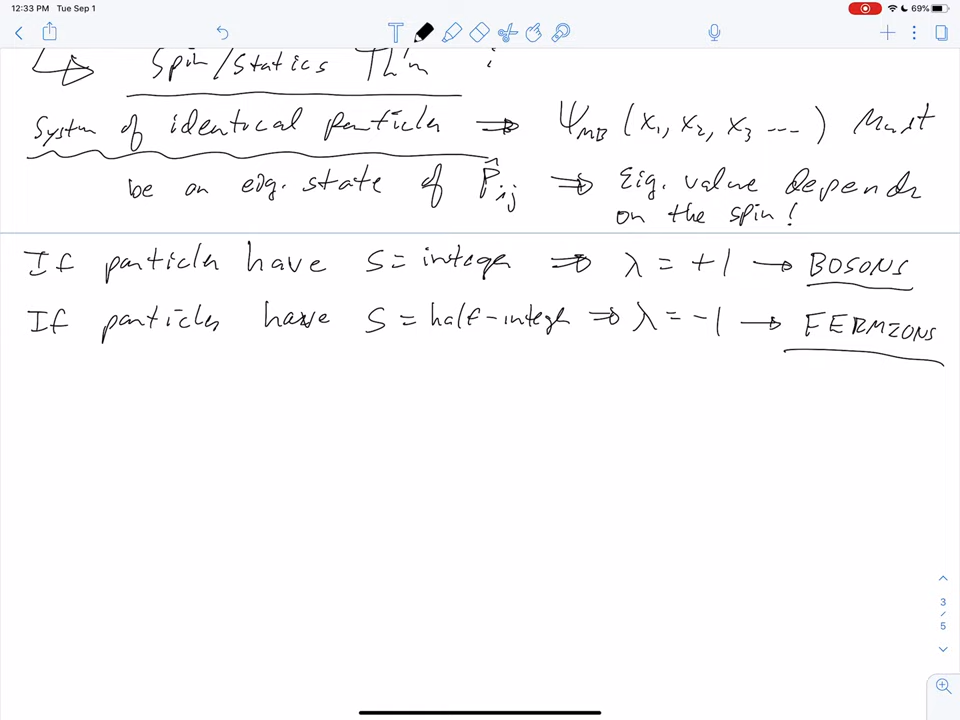 12:33 PM Tue Sep 1
69%
↳ Spin/Statics Th'm :
System of identical particles ⇒ Ψ_MB (x₁, x₂, x₃ ----) Must
be an eig. state of P̂ᵢⱼ ⇒ Eig. value depends
on the spin!
If particles have S = integer ⇒ λ = +1 → BOSONS
If particles have S = half-integer ⇒ λ = -1 → FERMIONS
3
/
5